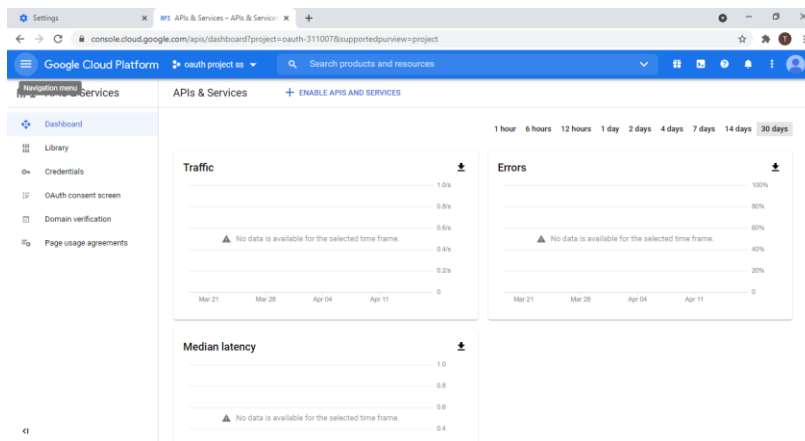 Settings
API APIs & Services – APIs & Service:
console.cloud.google.com/apis/dashboard?project=oauth-311007&supportedpurview=project
Google Cloud Platform
oauth project ss
Search products and resources
T
Navigation menu
Services
APIs & Services
ENABLE APIS AND SERVICES
Dashboard
Library
Credentials
OAuth consent screen
Domain verification
Page usage agreements
1 hour 6 hours 12 hours 1 day 2 days 4 days 7 days 14 days 30 days
Traffic
1.0/s
0.8/s
0.6/s
No data is available for the selected time frame.
0.4/s
0.2/s
0
Mar 21 Mar 28 Apr 04 Apr 11
Errors
100%
80%
60%
No data is available for the selected time frame.
40%
20%
0
Mar 21 Mar 28 Apr 04 Apr 11
Median latency
1.0
0.8
0.6
No data is available for the selected time frame.
0.4